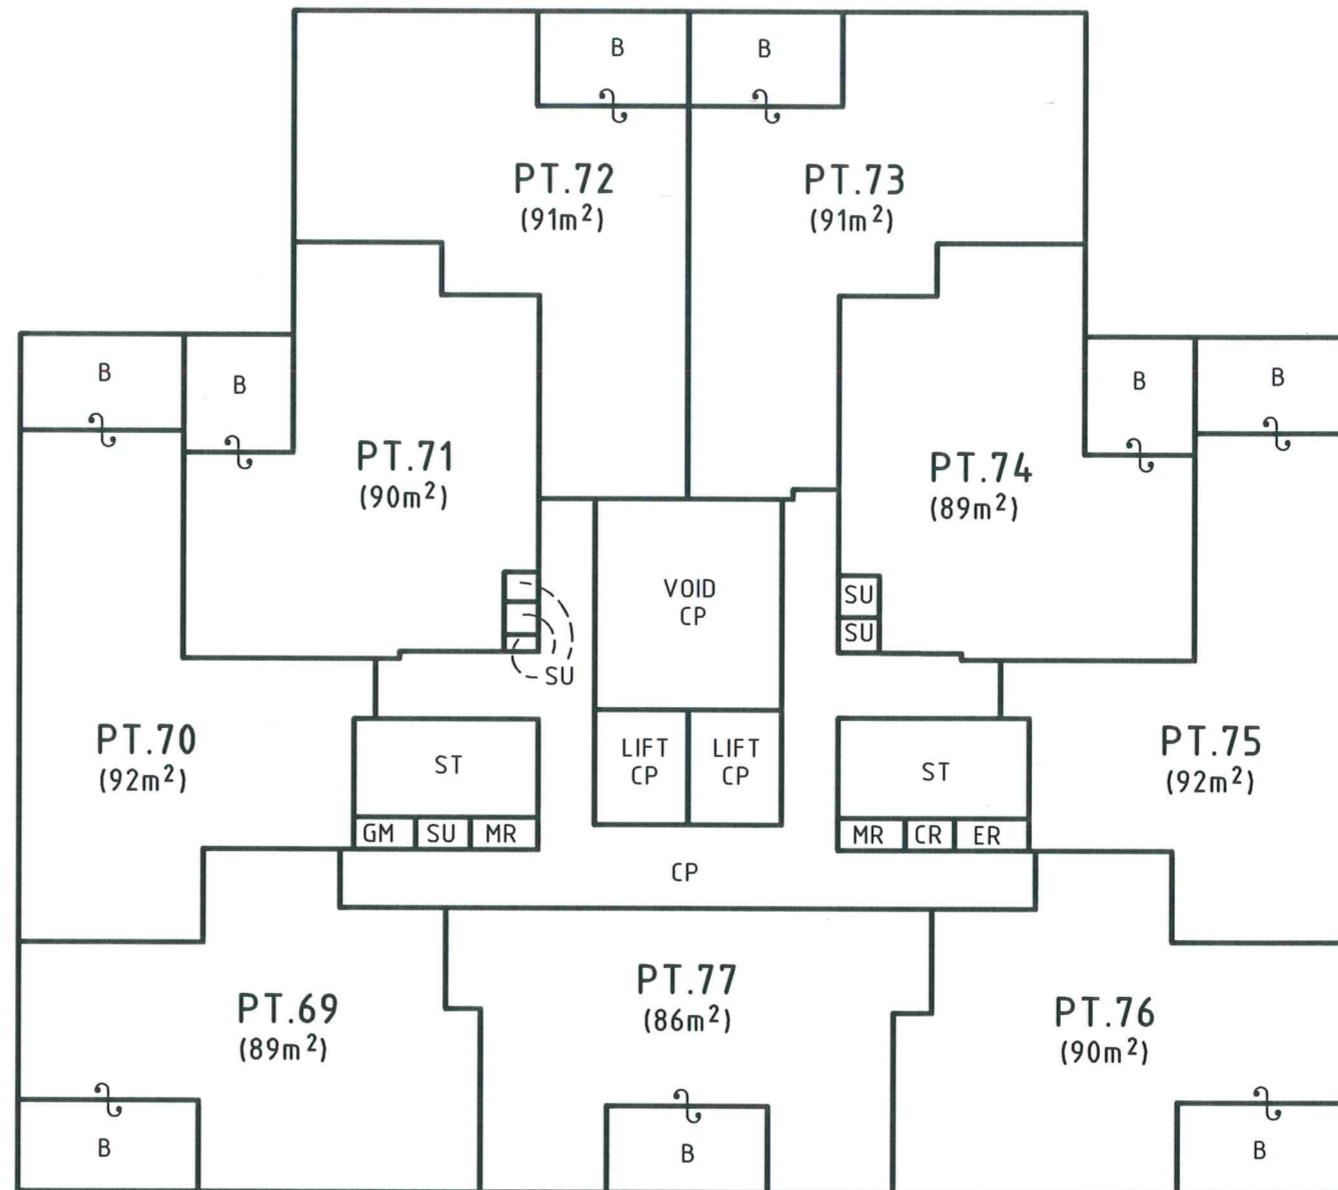 B
B
PT.72
(91m²)
PT.73
(91m²)
B
B
B
B
PT.71
(90m²)
PT.74
(89m²)
VOID
CP
SU
SU
SU
PT.70
(92m²)
ST
LIFT
CP
LIFT
CP
ST
PT.75
(92m²)
GM
SU
MR
MR
CR
ER
CP
PT.69
(89m²)
PT.77
(86m²)
PT.76
(90m²)
B
B
B